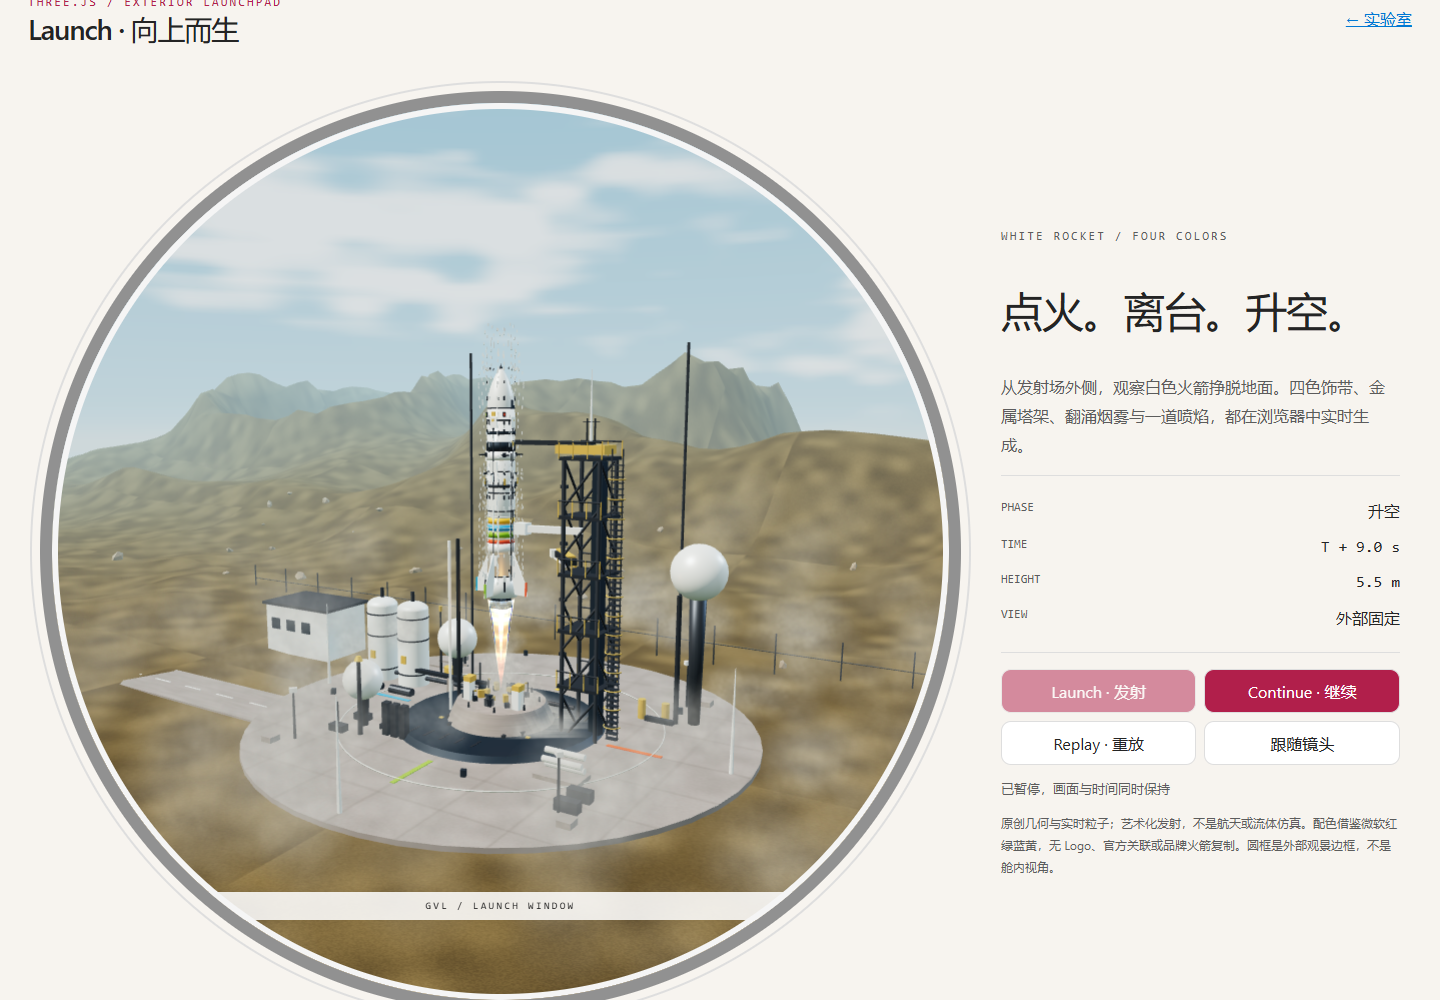 THREE.JS / EXTERIOR LAUNCHPAD
Launch · 向上而生
← 实验室
WHITE ROCKET / FOUR COLORS
点火。离台。升空。
从发射场外侧，观察白色火箭挣脱地面。四色饰带、金
属塔架、翻涌烟雾与一道喷焰，都在浏览器中实时生
成。
PHASE 升空
TIME T + 9.0 s
HEIGHT 5.5 m
VIEW 外部固定
Launch · 发射
Continue · 继续
Replay · 重放
跟随镜头
已暂停，画面与时间同时保持
原创几何与实时粒子；艺术化发射，不是航天或流体仿真。配色借鉴微软红
绿蓝黄，无 Logo、官方关联或品牌火箭复制。圆框是外部观景边框，不是
舱内视角。
GVL / LAUNCH WINDOW